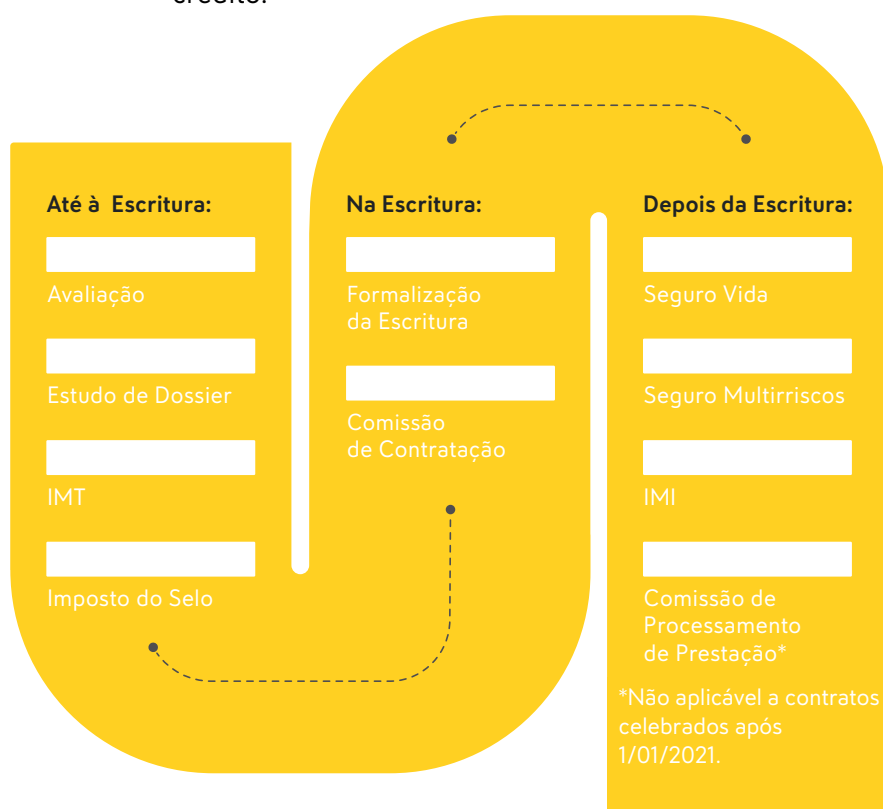 crédito.
Até à Escritura:
Avaliação
Estudo de Dossier
IMT
Imposto do Selo
Na Escritura:
Formalização
da Escritura
Comissão
de Contratação
Depois da Escritura:
Seguro Vida
Seguro Multirriscos
IMI
Comissão de
Processamento
de Prestação*
*Não aplicável a contratos
celebrados após
1/01/2021.